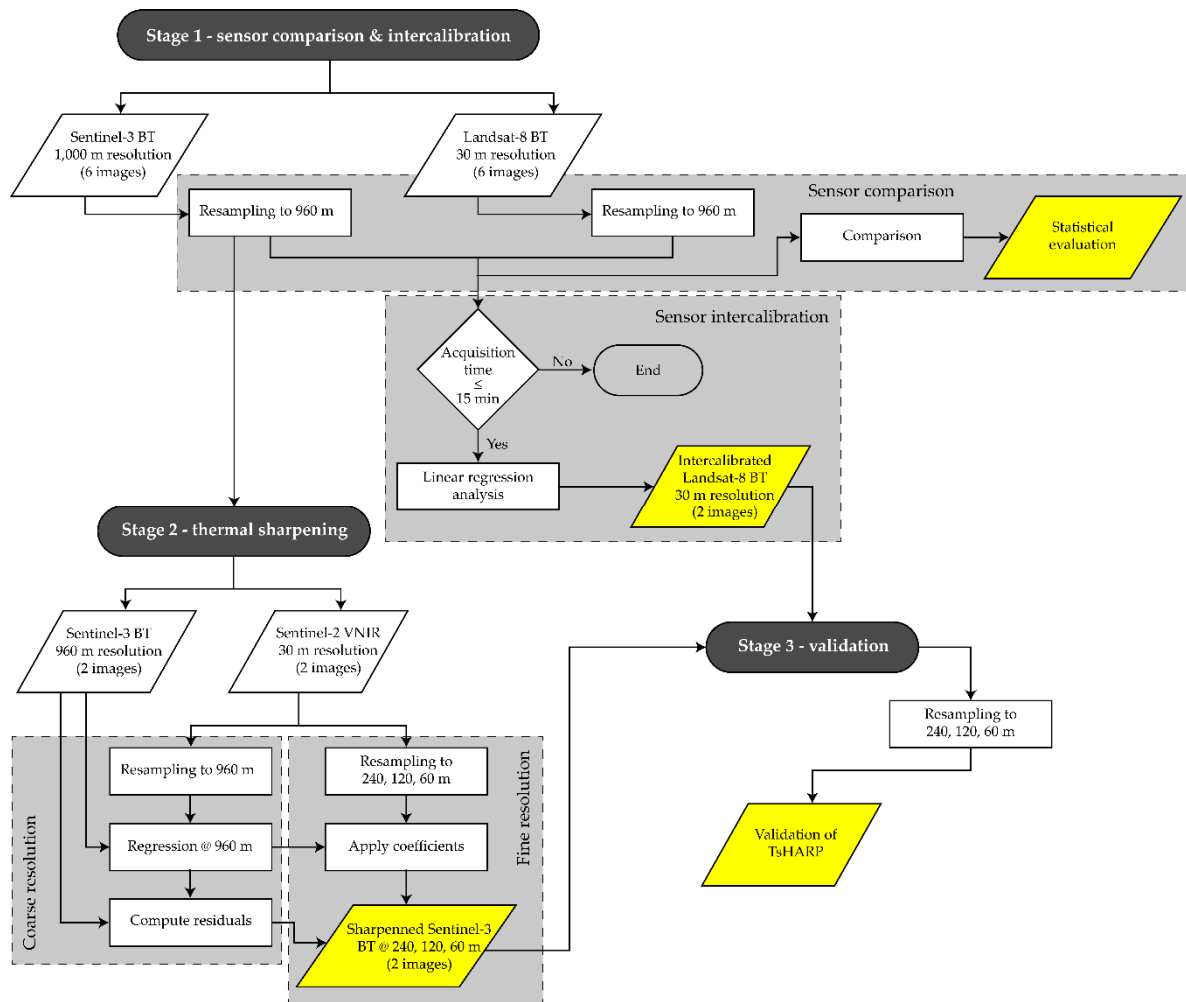 Stage 1 - sensor comparison & intercalibration
Sentinel-3 BT
1,000 m resolution
(6 images)
Landsat-8 BT
30 m resolution
(6 images)
Sensor comparison
Resampling to 960 m
Resampling to 960 m
Comparison
Statistical
evaluation
Sensor intercalibration
Acquisition
time
≤
15 min
No
End
Yes
Linear regression
analysis
Intercalibrated
Landsat-8 BT
30 m resolution
(2 images)
Stage 2 - thermal sharpening
Sentinel-3 BT
960 m resolution
(2 images)
Sentinel-2 VNIR
30 m resolution
(2 images)
Stage 3 - validation
Resampling to
240, 120, 60 m
Validation of
TsHARP
Coarse resolution
Resampling to 960 m
Regression @ 960 m
Compute residuals
Fine resolution
Resampling to
240, 120, 60 m
Apply coefficients
Sharpenned Sentinel-3
BT @ 240, 120, 60 m
(2 images)